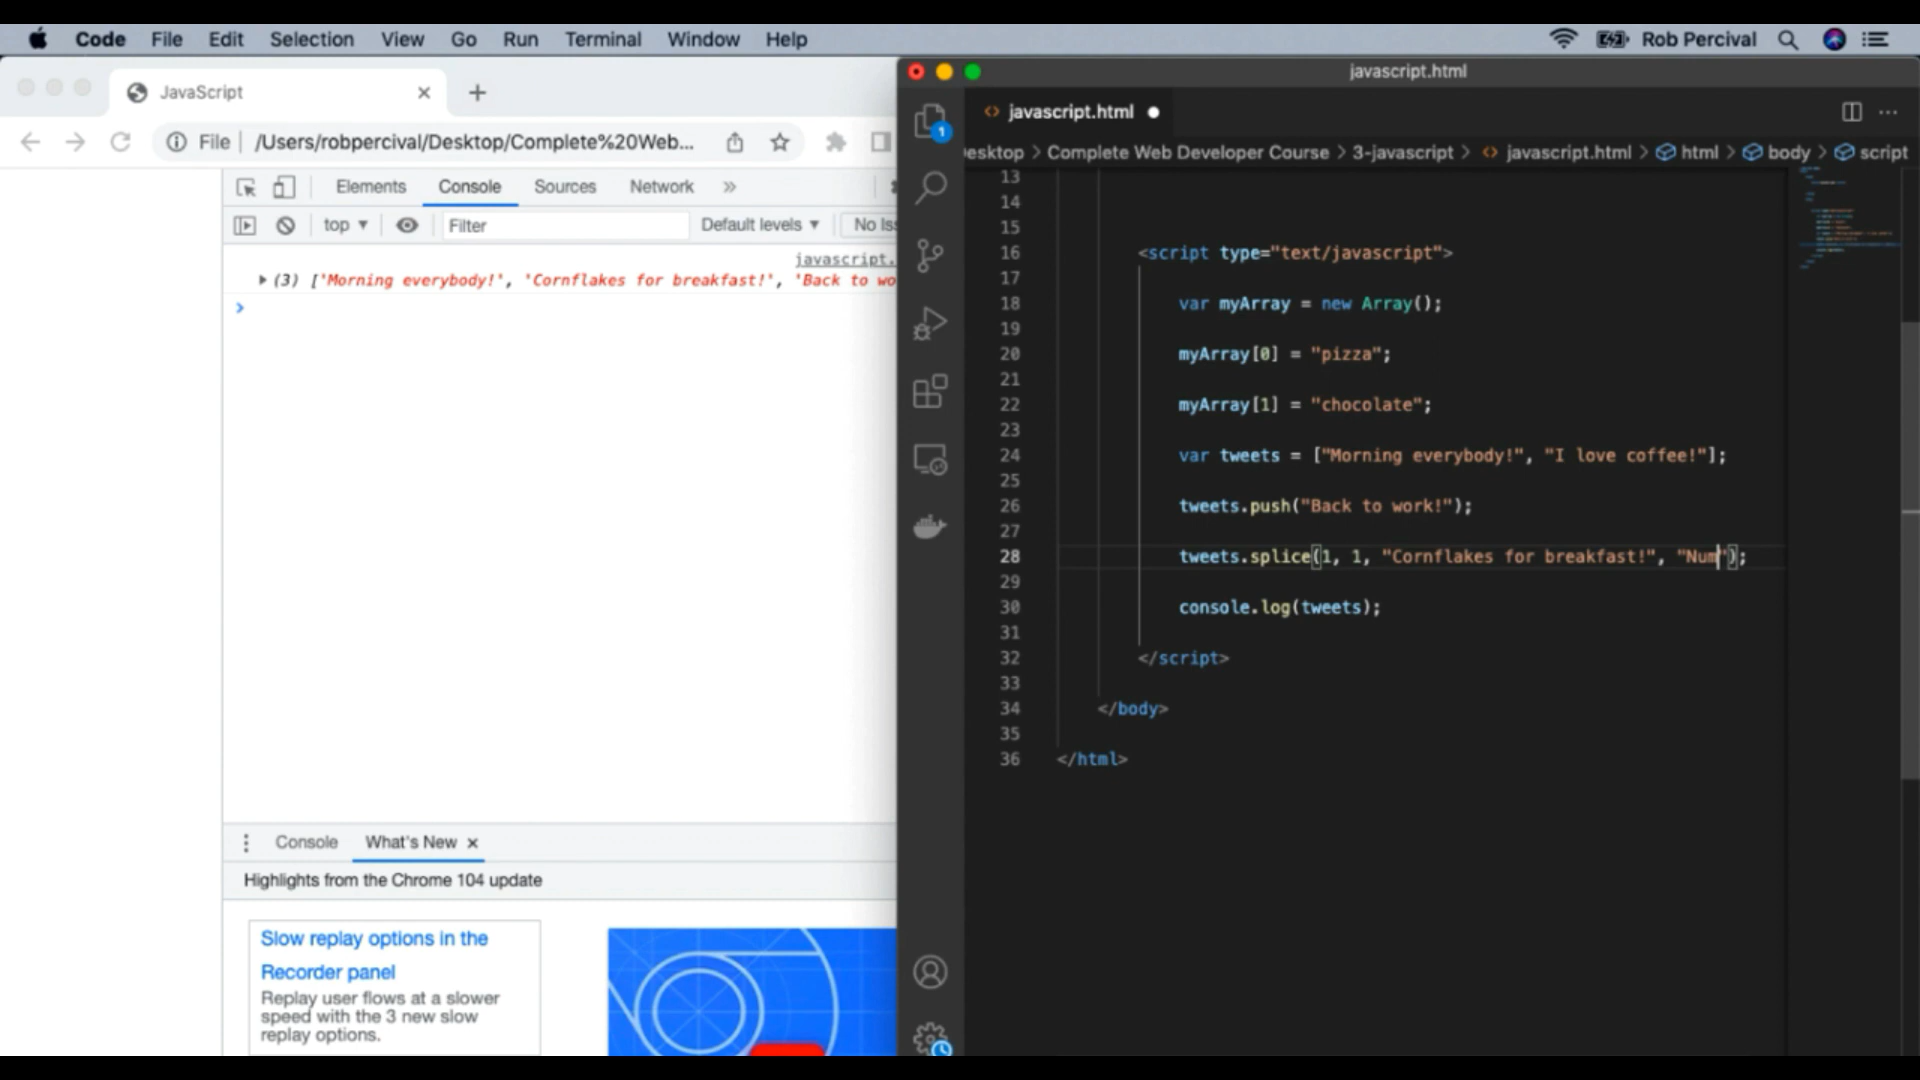 Code File Edit Selection View Go Run Terminal Window Help Rob Percival
JavaScript
File /Users/robpercival/Desktop/Complete%20Web...
Elements Console Sources Network »
top Filter Default levels No Is
javascript.
(3) ['Morning everybody!', 'Cornflakes for breakfast!', 'Back to wo
Console What's New
Highlights from the Chrome 104 update
Slow replay options in the
Recorder panel
Replay user flows at a slower
speed with the 3 new slow
replay options.
javascript.html
1
<> javascript.html
esktop > Complete Web Developer Course > 3-javascript > <> javascript.html > html > body > script
13
14
15
16 <script type="text/javascript">
17
18 var myArray = new Array();
19
20 myArray[0] = "pizza";
21
22 myArray[1] = "chocolate";
23
24 var tweets = ["Morning everybody!", "I love coffee!"];
25
26 tweets.push("Back to work!");
27
28 tweets.splice(1, 1, "Cornflakes for breakfast!", "Num");
29
30 console.log(tweets);
31
32 </script>
33
34 </body>
35
36 </html>